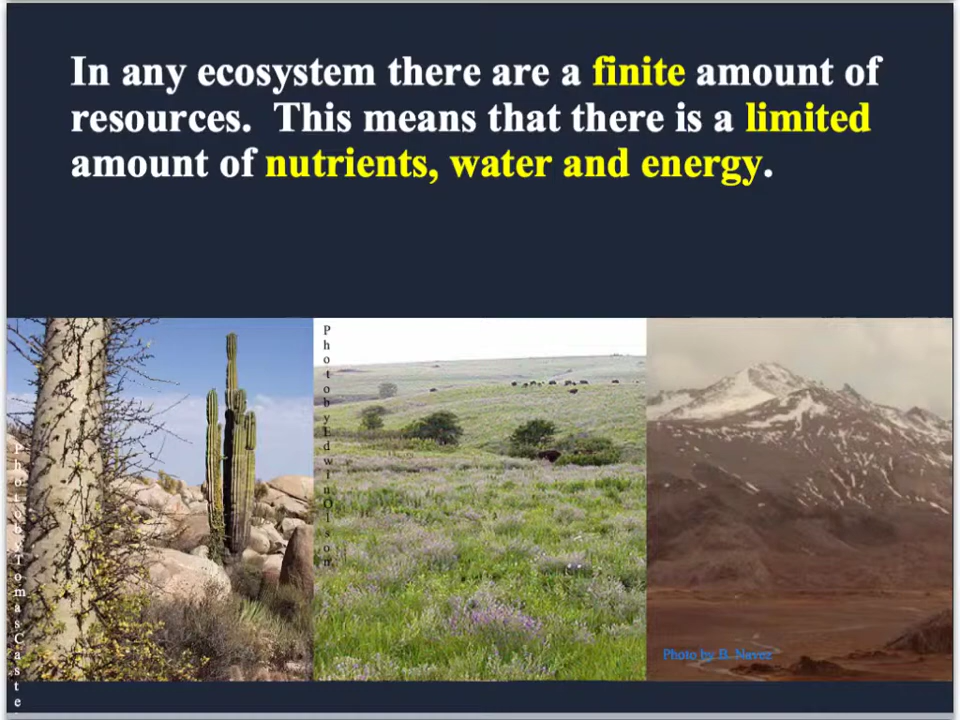 In any ecosystem there are a finite amount of
resources.  This means that there is a limited
amount of nutrients, water and energy.
Photo by Edwin Olson
Photo by B. Navez